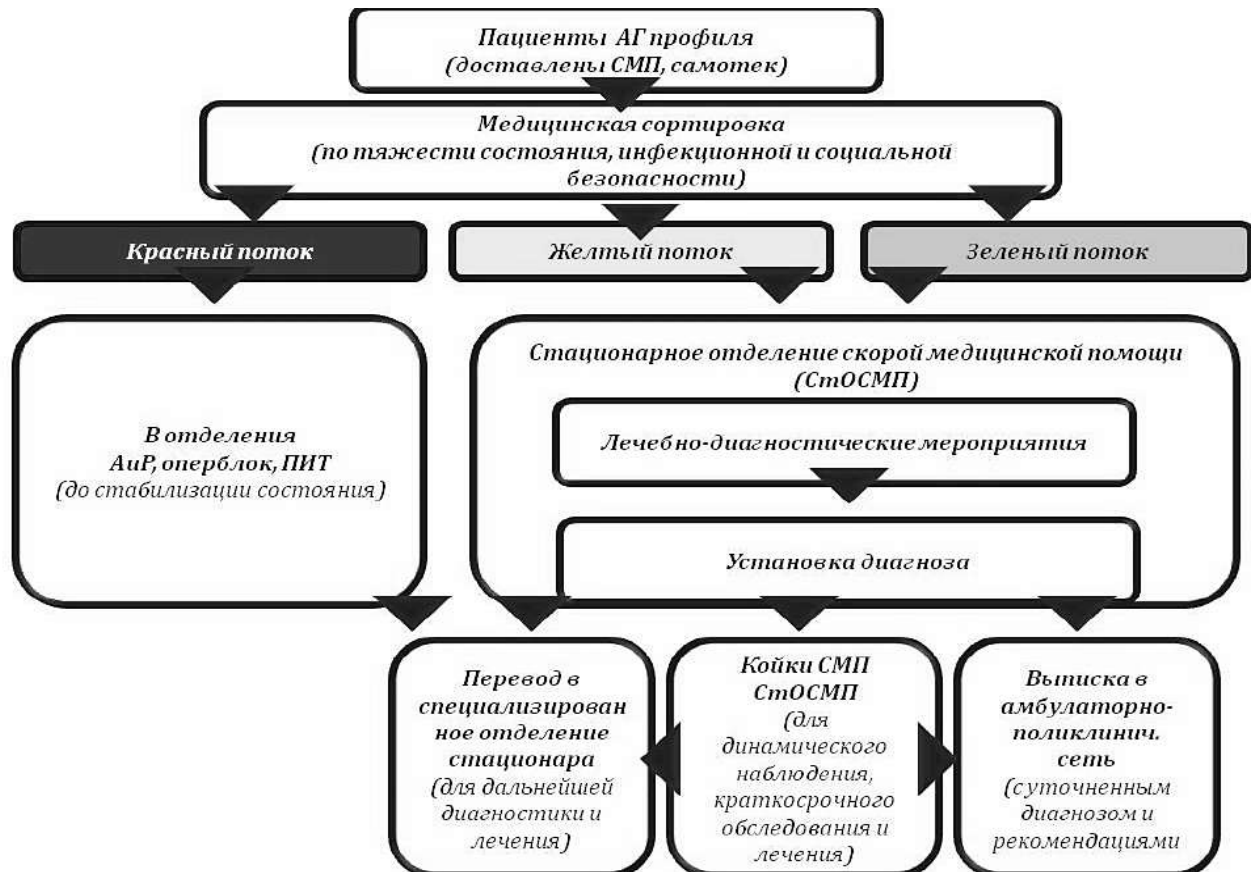 Пациенты АГ профиля
(доставлены СМП, самотек)
Медицинская сортировка
(по тяжести состояния, инфекционной и социальной
безопасности)
Красный поток
Желтый поток
Зеленый поток
В отделения
АиР, оперблок, ПИТ
(до стабилизации состояния)
Стационарное отделение скорой медицинской помощи
(СтОСМП)
Лечебно-диагностические мероприятия
Установка диагноза
Перевод в
специализирован
ное отделение
стационара
(для дальнейшей
диагностики и
лечения)
Койки СМП
СтОСМП
(для
динамического
наблюдения,
краткосрочного
обследования и
лечения)
Выписка в
амбулаторно-
поликлинич.
сеть
(с уточненным
диагнозом и
рекомендациями